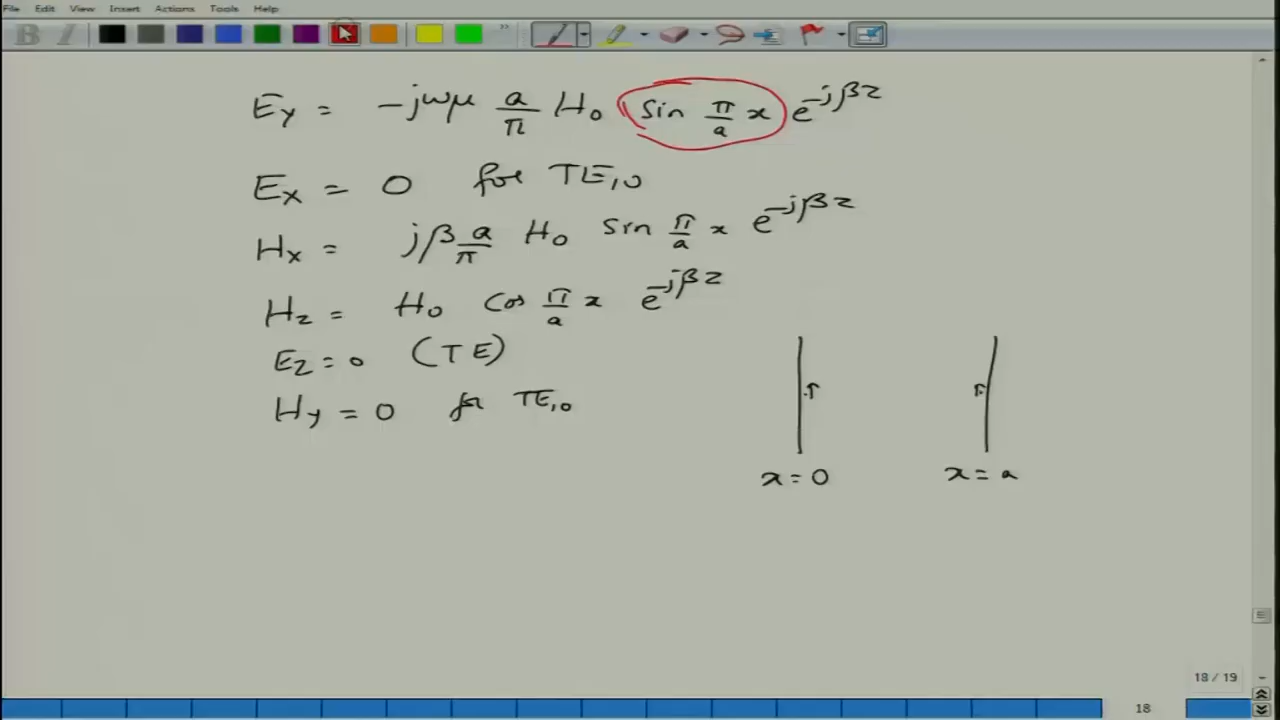 File Edit View Insert Actions Tools Help
B I
Ey = -jωμ a/π H0 sin π/a x e^-jβz
Ex = 0 for TE10
Hx = jβ a/π H0 sin π/a x e^-jβz
Hz = H0 cos π/a x e^-jβz
Ez = 0 (TE)
Hy = 0 for TE10
x = 0 x = a
18 / 19
18